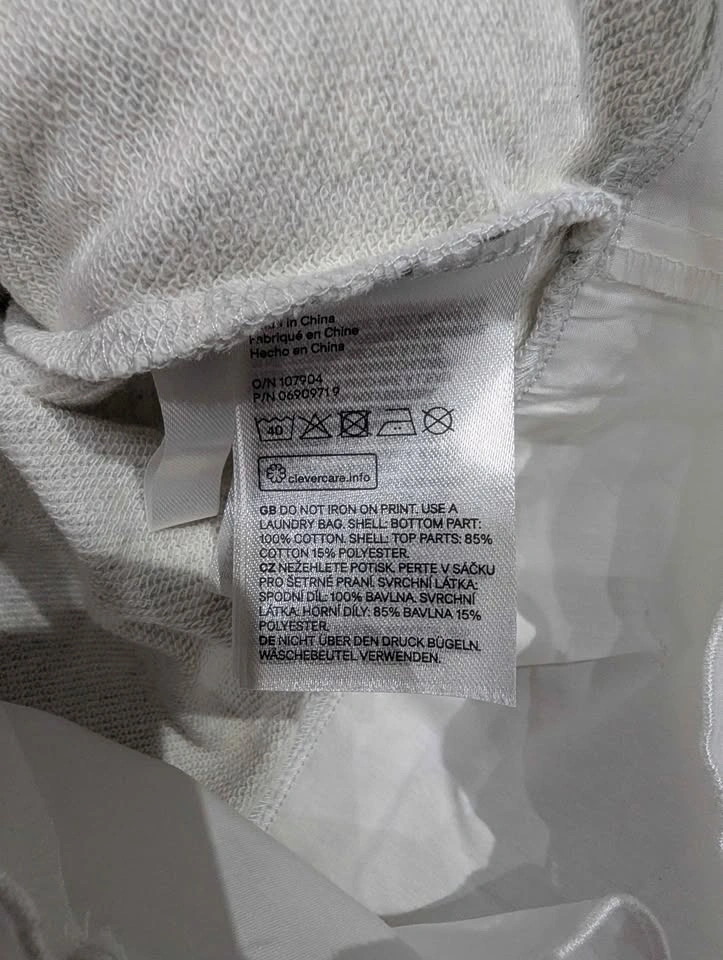 in China
Fabriqué en Chine
Hecho en China
O/N 107904
P/N 06909719
40
clevercare.info
GB DO NOT IRON ON PRINT. USE A
LAUNDRY BAG. SHELL: BOTTOM PART:
100% COTTON. SHELL: TOP PARTS: 85%
COTTON 15% POLYESTER.
CZ NEŽEHLETE POTISK. PERTE V SÁČKU
PRO ŠETRNÉ PRANÍ. SVRCHNÍ LÁTKA:
SPODNÍ DÍL: 100% BAVLNA. SVRCHNÍ
LÁTKA: HORNÍ DÍLY: 85% BAVLNA 15%
POLYESTER.
DE NICHT ÜBER DEN DRUCK BÜGELN.
WÄSCHEBEUTEL VERWENDEN.